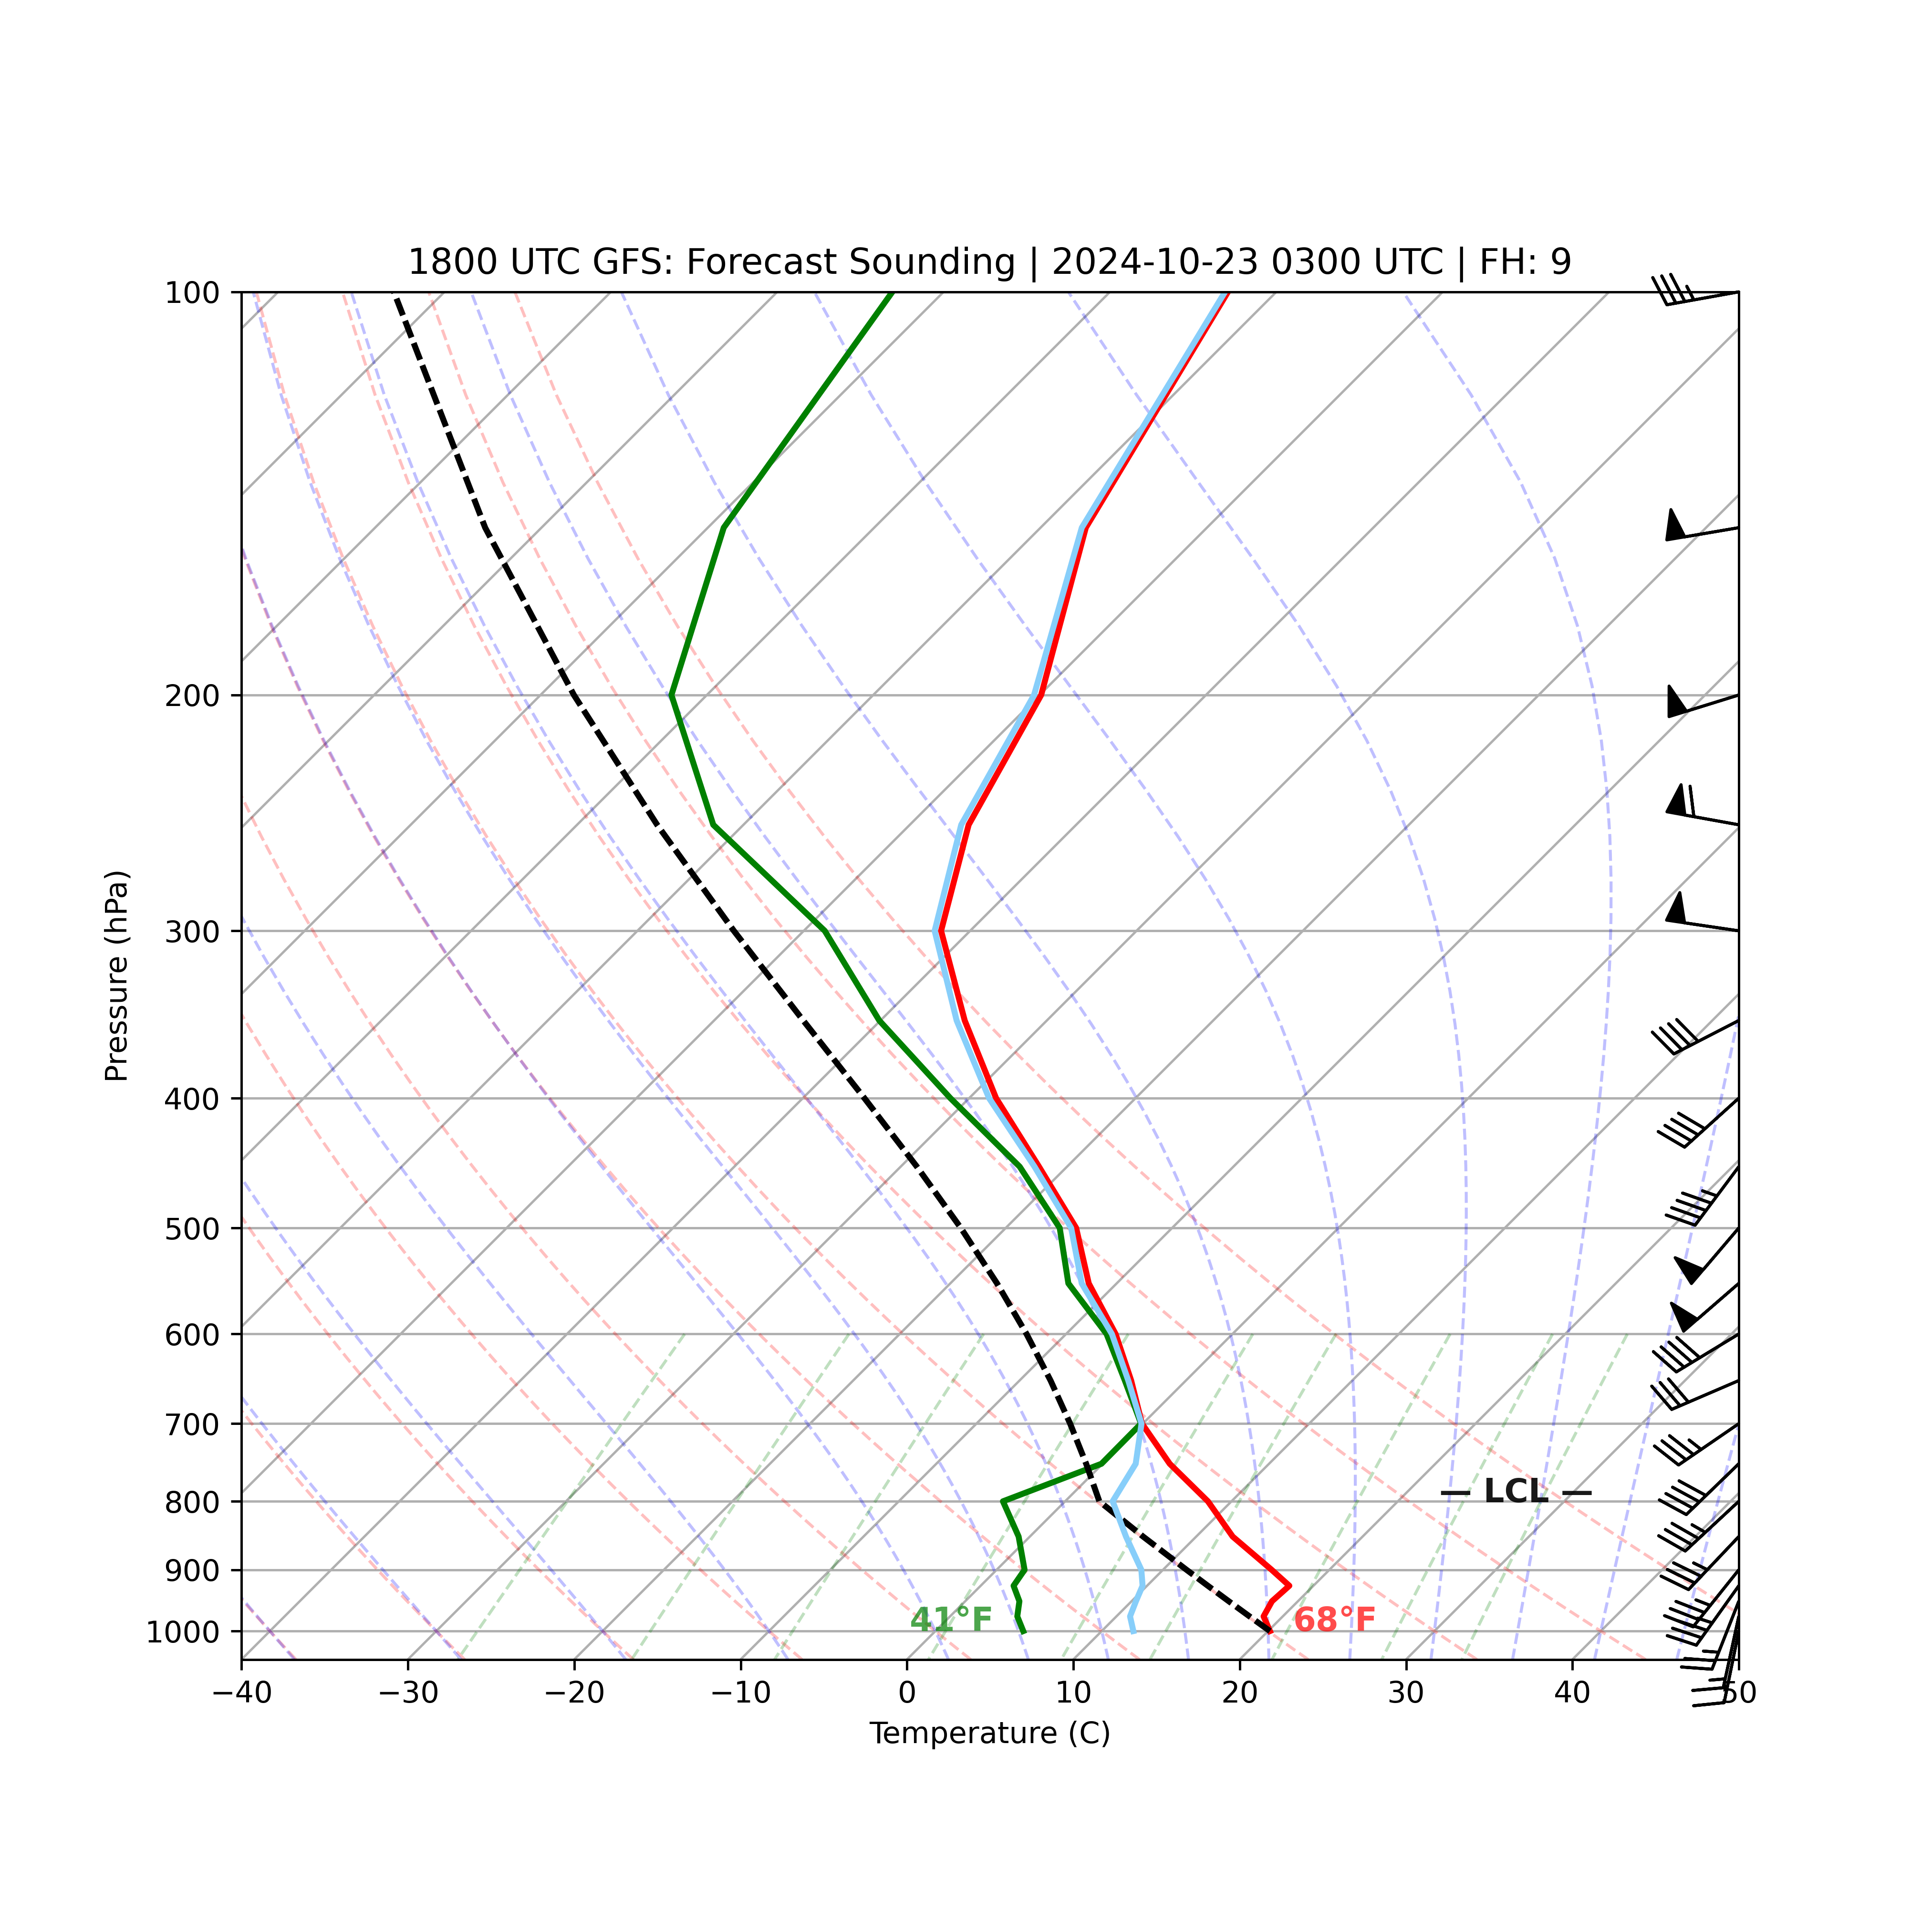 1800 UTC GFS: Forecast Sounding | 2024-10-23 0300 UTC | FH: 9
100
200
300
400
500
600
700
800
900
1000
Pressure (hPa)
— LCL —
41°F
68°F
−40 −30 −20 −10 0 10 20 30 40 50
Temperature (C)